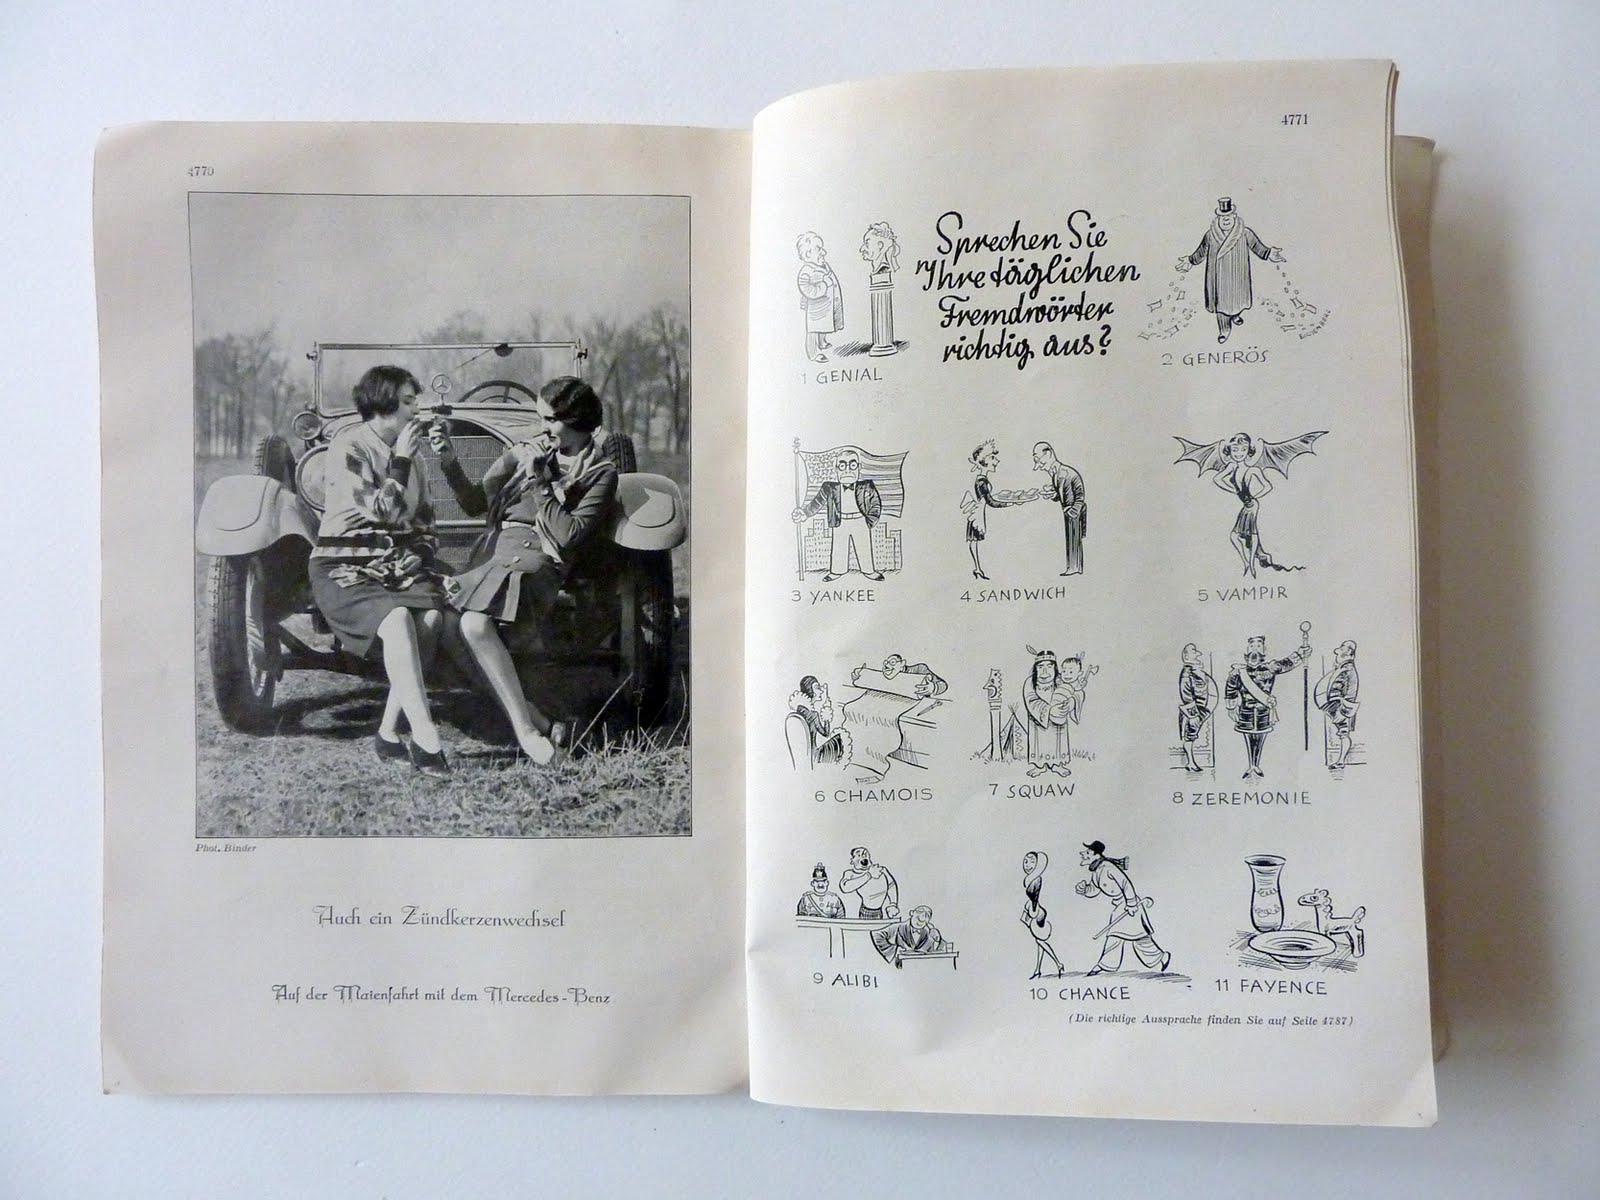 4770
Phot. Binder
Auch ein Zündkerzenwechsel
Auf der Maienfahrt mit dem Mercedes-Benz
4771
Sprechen Sie
Ihre täglichen
Fremdwörter
richtig aus?
1 GENIAL
2 GENERÖS
3 YANKEE
4 SANDWICH
5 VAMPIR
6 CHAMOIS
7 SQUAW
8 ZEREMONIE
9 ALIBI
10 CHANCE
11 FAYENCE
(Die richtige Aussprache finden Sie auf Seite 4787)